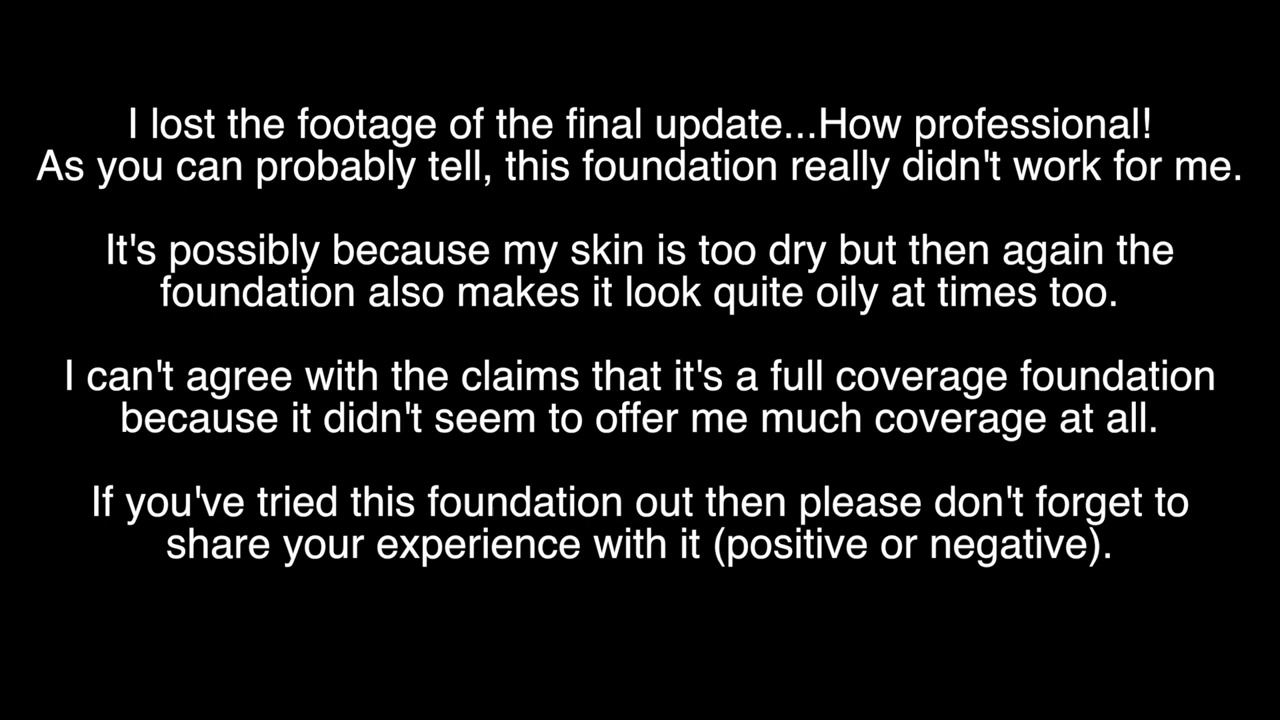 I lost the footage of the final update...How professional!
As you can probably tell, this foundation really didn't work for me.
It's possibly because my skin is too dry but then again the
foundation also makes it look quite oily at times too.
I can't agree with the claims that it's a full coverage foundation
because it didn't seem to offer me much coverage at all.
If you've tried this foundation out then please don't forget to
share your experience with it (positive or negative).